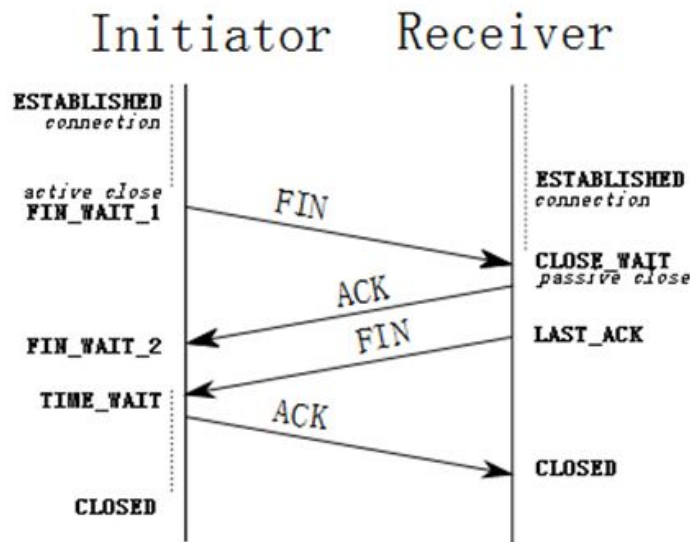 Initiator Receiver
ESTABLISHED
connection
active close
FIN_WAIT_1
FIN
ESTABLISHED
connection
CLOSE_WAIT
passive close
ACK
FIN_WAIT_2
FIN
LAST_ACK
TIME_WAIT
ACK
CLOSED
CLOSED